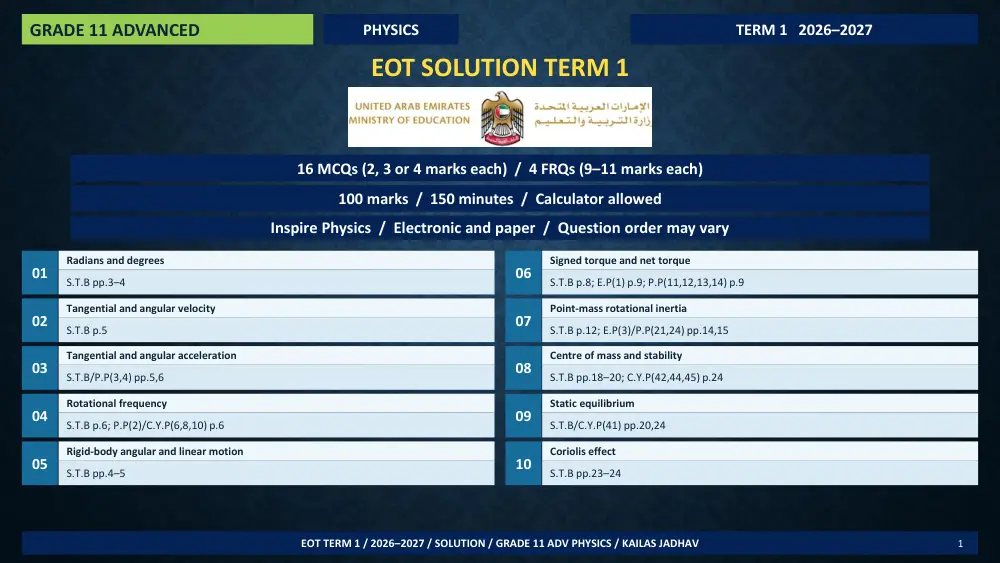 GRADE 11 ADVANCED
PHYSICS
TERM 1 2026–2027
EOT SOLUTION TERM 1
UNITED ARAB EMIRATES
MINISTRY OF EDUCATION
الإمارات العربية المتحدة
وزارة التربية والتعليم
16 MCQs (2, 3 or 4 marks each) / 4 FRQs (9–11 marks each)
100 marks / 150 minutes / Calculator allowed
Inspire Physics / Electronic and paper / Question order may vary
01
Radians and degrees
S.T.B pp.3–4
02
Tangential and angular velocity
S.T.B p.5
03
Tangential and angular acceleration
S.T.B/P.P(3,4) pp.5,6
04
Rotational frequency
S.T.B p.6; P.P(2)/C.Y.P(6,8,10) p.6
05
Rigid-body angular and linear motion
S.T.B pp.4–5
06
Signed torque and net torque
S.T.B p.8; E.P(1) p.9; P.P(11,12,13,14) p.9
07
Point-mass rotational inertia
S.T.B p.12; E.P(3)/P.P(21,24) pp.14,15
08
Centre of mass and stability
S.T.B pp.18–20; C.Y.P(42,44,45) p.24
09
Static equilibrium
S.T.B/C.Y.P(41) pp.20,24
10
Coriolis effect
S.T.B pp.23–24
EOT TERM 1 / 2026–2027 / SOLUTION / GRADE 11 ADV PHYSICS / KAILAS JADHAV
1